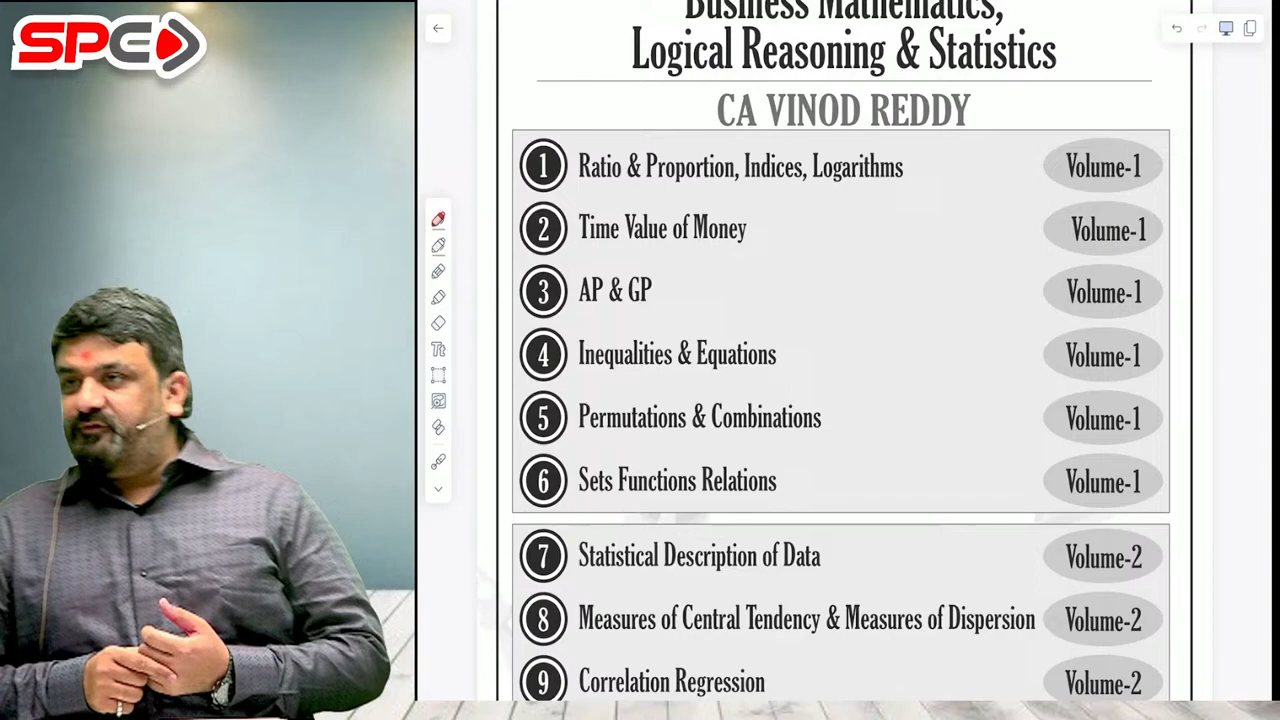 SPC
Business Mathematics,
Logical Reasoning & Statistics
CA VINOD REDDY
1 Ratio & Proportion, Indices, Logarithms Volume-1
2 Time Value of Money Volume-1
3 AP & GP Volume-1
4 Inequalities & Equations Volume-1
5 Permutations & Combinations Volume-1
6 Sets Functions Relations Volume-1
7 Statistical Description of Data Volume-2
8 Measures of Central Tendency & Measures of Dispersion Volume-2
9 Correlation Regression Volume-2
Tt